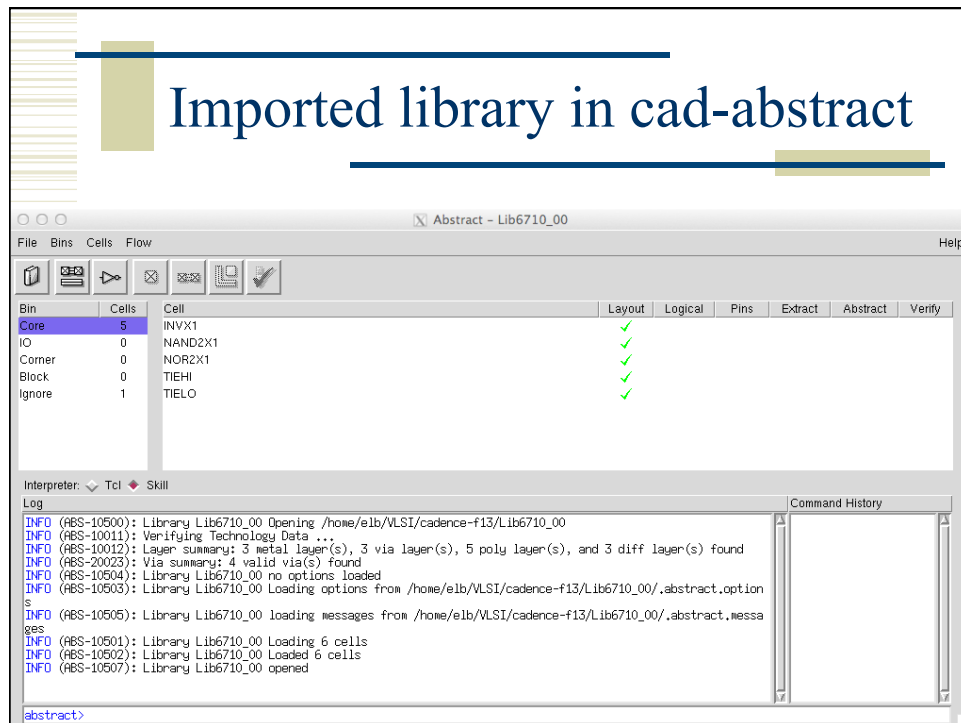 Imported library in cad-abstract
Abstract – Lib6710_00
File Bins Cells Flow Help
Bin Cells Cell Layout Logical Pins Extract Abstract Verify
Core 5 INVX1
IO 0 NAND2X1
Corner 0 NOR2X1
Block 0 TIEHI
Ignore 1 TIELO
Interpreter: Tcl Skill
Log Command History
INFO (ABS-10500): Library Lib6710_00 Opening /home/elb/VLSI/cadence-f13/Lib6710_00
INFO (ABS-10011): Verifying Technology Data ...
INFO (ABS-10012): Layer summary: 3 metal layer(s), 3 via layer(s), 5 poly layer(s), and 3 diff layer(s) found
INFO (ABS-20023): Via summary: 4 valid via(s) found
INFO (ABS-10504): Library Lib6710_00 no options loaded
INFO (ABS-10503): Library Lib6710_00 Loading options from /home/elb/VLSI/cadence-f13/Lib6710_00/.abstract.option
s
INFO (ABS-10505): Library Lib6710_00 loading messages from /home/elb/VLSI/cadence-f13/Lib6710_00/.abstract.messa
ges
INFO (ABS-10501): Library Lib6710_00 Loading 6 cells
INFO (ABS-10502): Library Lib6710_00 Loaded 6 cells
INFO (ABS-10507): Library Lib6710_00 opened
abstract>